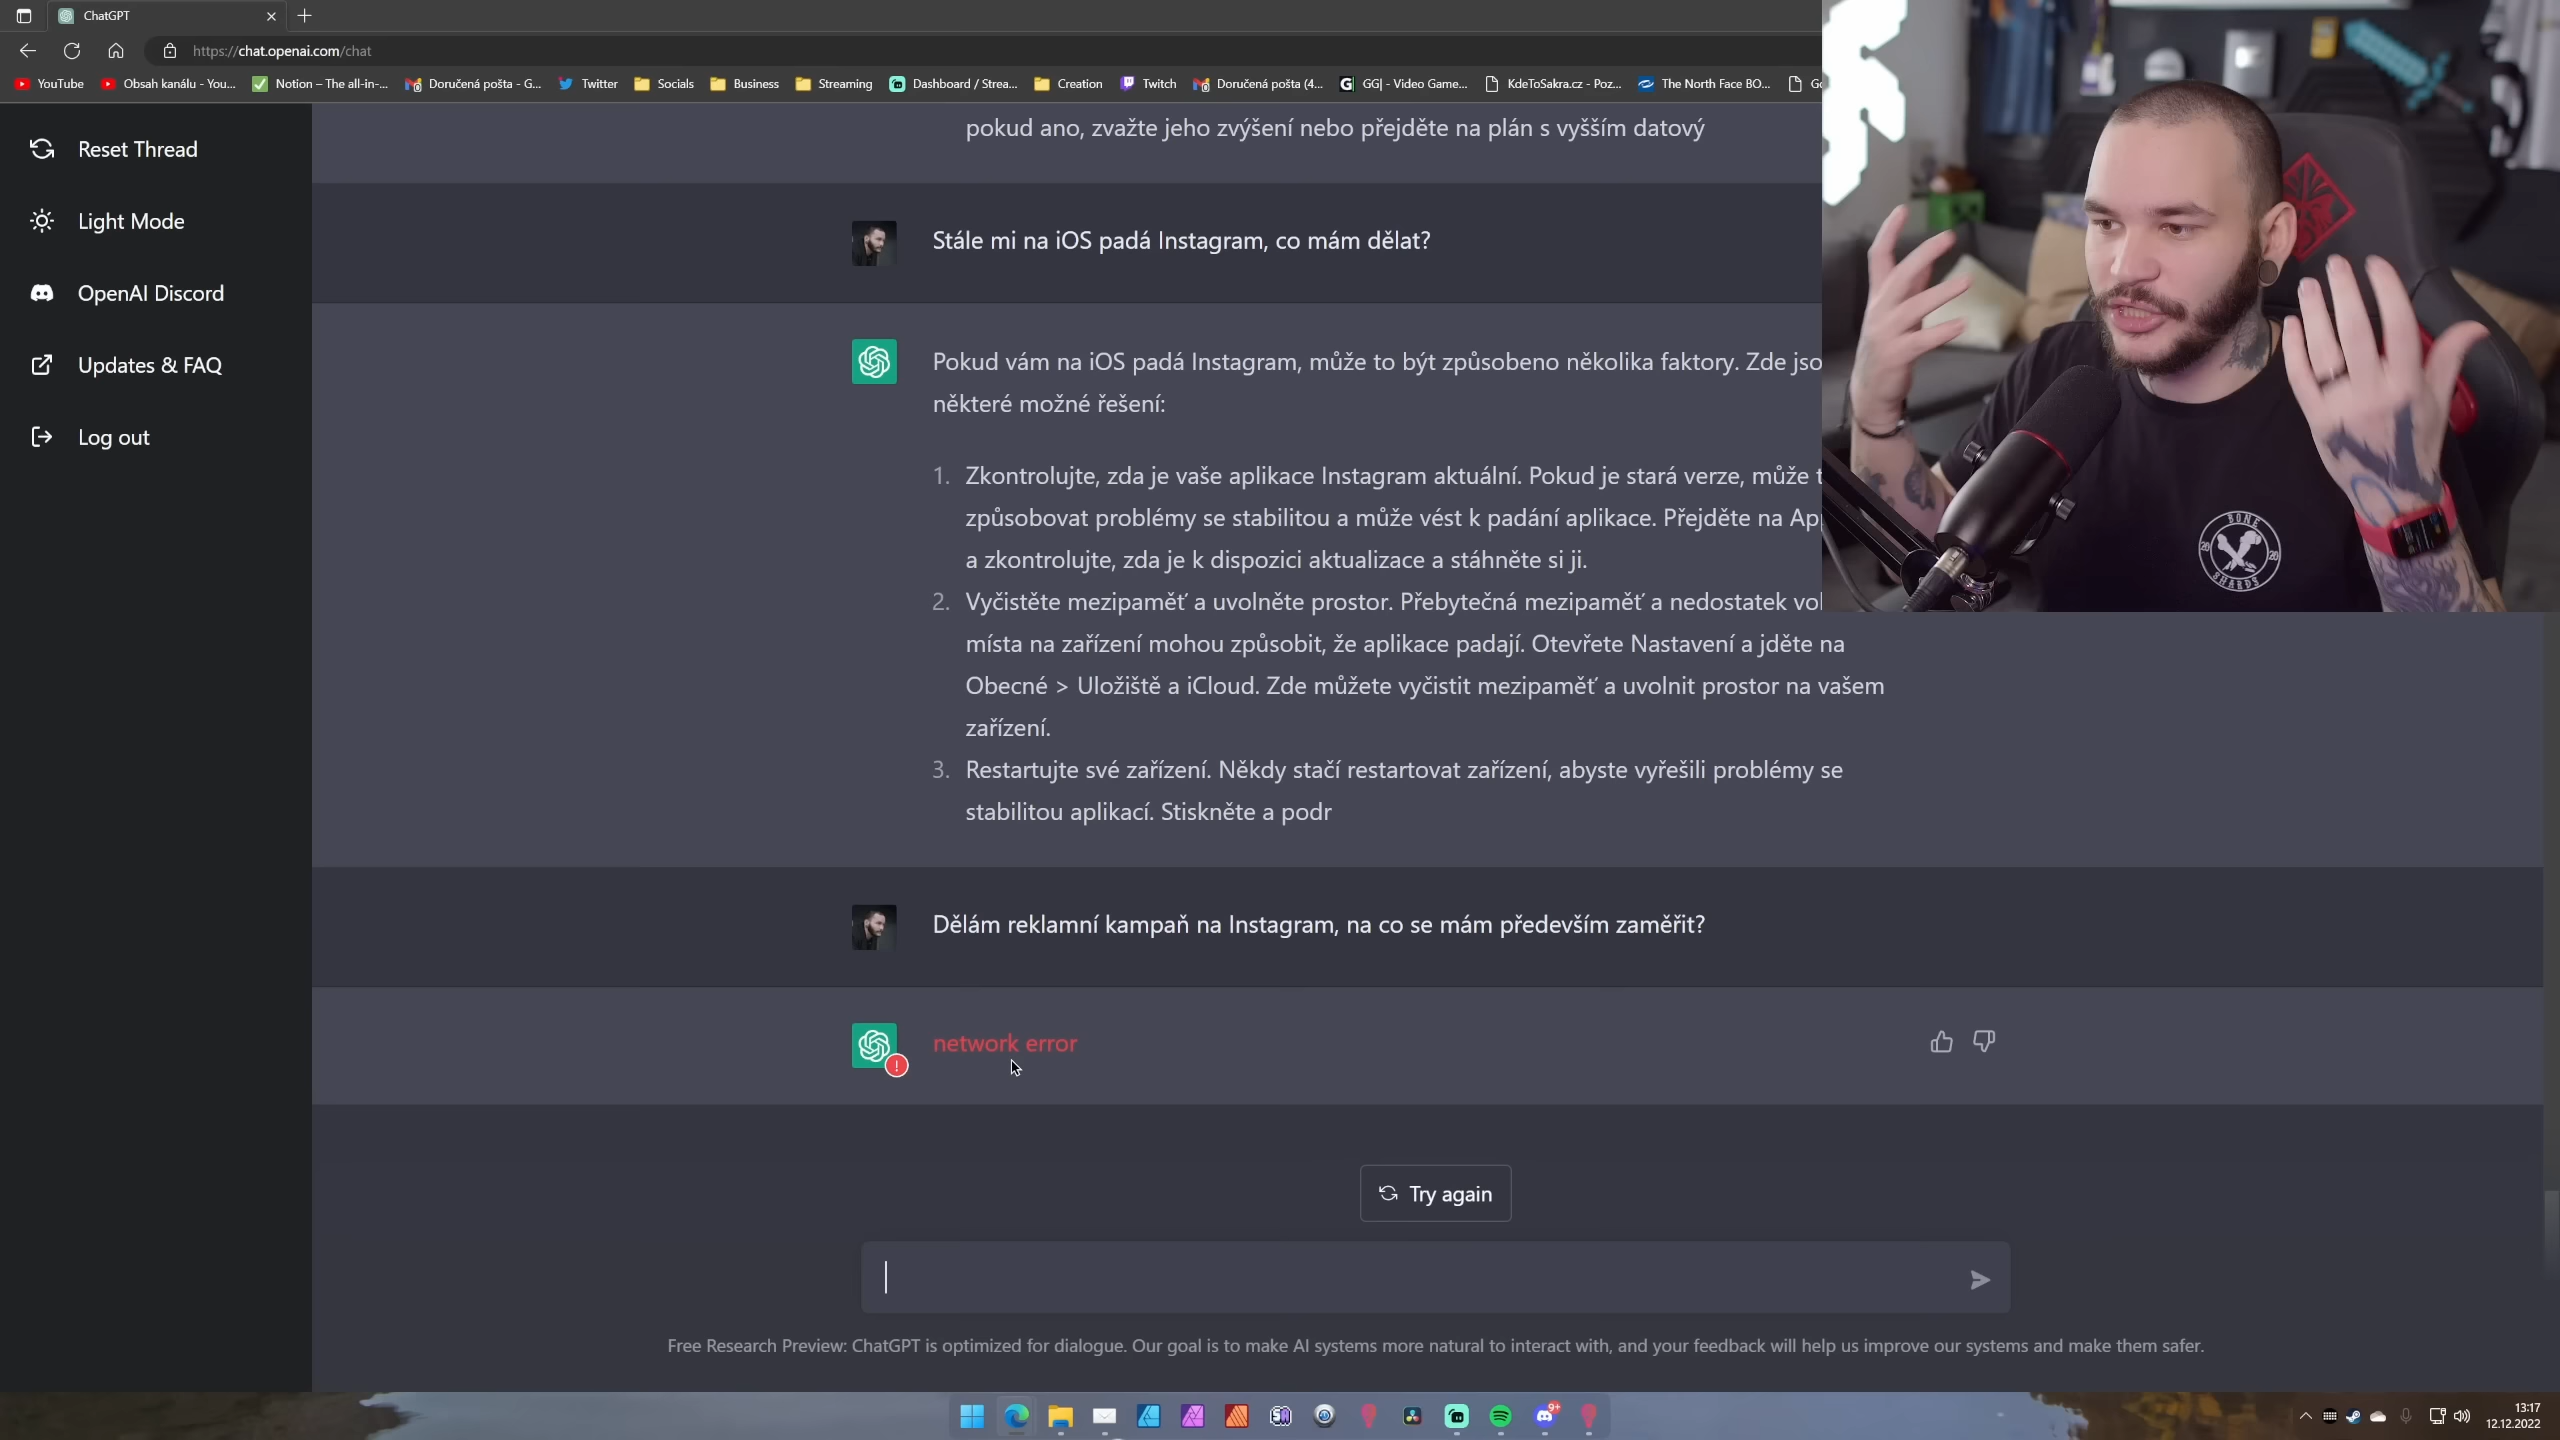 ChatGPT
https://chat.openai.com/chat
YouTube
Obsah kanálu - You...
Notion – The all-in-...
Doručená pošta - G...
Twitter
Socials
Business
Streaming
Dashboard / Strea...
Creation
Twitch
Doručená pošta (4...
GG| - Video Game...
KdeToSakra.cz - Poz...
The North Face BO...
Reset Thread
Light Mode
OpenAI Discord
Updates & FAQ
Log out
pokud ano, zvažte jeho zvýšení nebo přejděte na plán s vyšším datový
Stále mi na iOS padá Instagram, co mám dělat?
Pokud vám na iOS padá Instagram, může to být způsobeno několika faktory. Zde jso
některé možné řešení:
1. Zkontrolujte, zda je vaše aplikace Instagram aktuální. Pokud je stará verze, může t
způsobovat problémy se stabilitou a může vést k padání aplikace. Přejděte na Ap
a zkontrolujte, zda je k dispozici aktualizace a stáhněte si ji.
2. Vyčistěte mezipaměť a uvolněte prostor. Přebytečná mezipaměť a nedostatek vol
místa na zařízení mohou způsobit, že aplikace padají. Otevřete Nastavení a jděte na
Obecné > Uložiště a iCloud. Zde můžete vyčistit mezipaměť a uvolnit prostor na vašem
zařízení.
3. Restartujte své zařízení. Někdy stačí restartovat zařízení, abyste vyřešili problémy se
stabilitou aplikací. Stiskněte a podr
Dělám reklamní kampaň na Instagram, na co se mám především zaměřit?
network error
Try again
Free Research Preview: ChatGPT is optimized for dialogue. Our goal is to make AI systems more natural to interact with, and your feedback will help us improve our systems and make them safer.
BONE
20 20
SHARDS
9+
13:17
12.12.2022